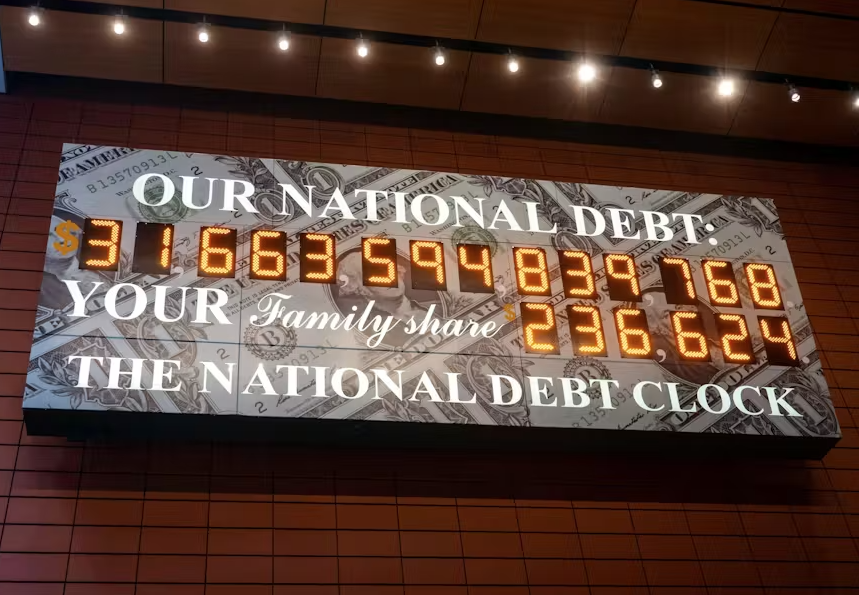 OUR NATIONAL DEBT:
$31,663,594,839,768
YOUR Family share $236,624
THE NATIONAL DEBT CLOCK